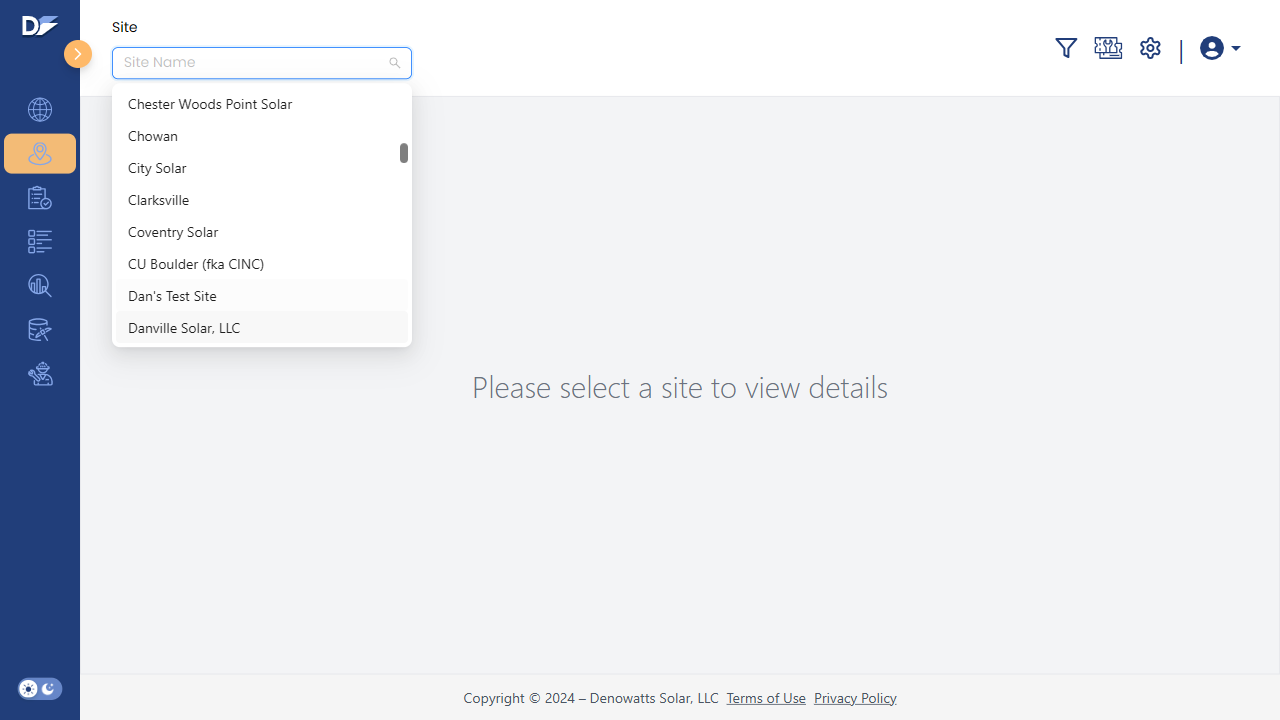 Site
Site Name
Chester Woods Point Solar
Chowan
City Solar
Clarksville
Coventry Solar
CU Boulder (fka CINC)
Dan's Test Site
Danville Solar, LLC
Please select a site to view details
Copyright © 2024 – Denowatts Solar, LLC Terms of Use Privacy Policy